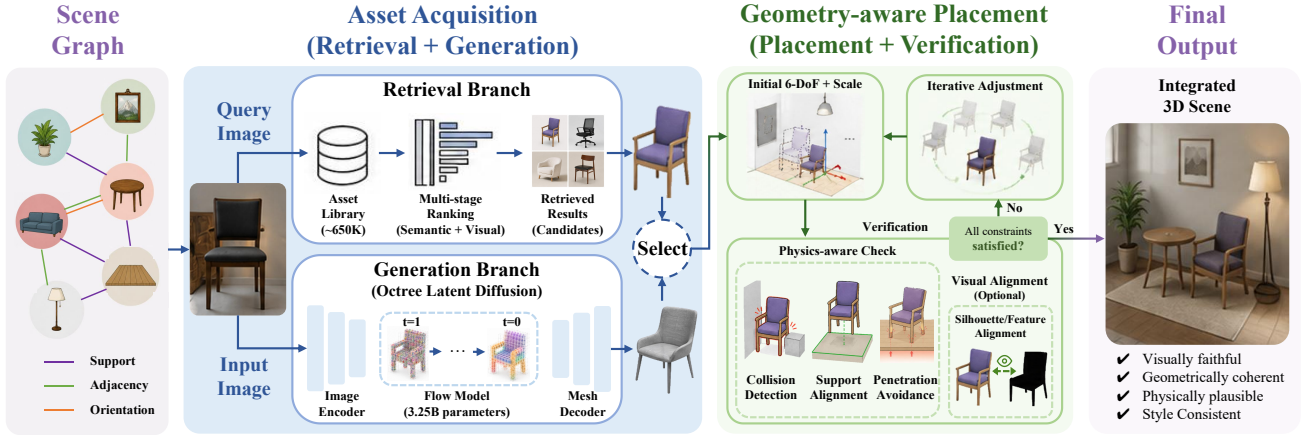 Scene
Graph
Support
Adjacency
Orientation
Asset Acquisition
(Retrieval + Generation)
Query
Image
Input
Image
Retrieval Branch
Asset
Library
(~650K)
Multi-stage
Ranking
(Semantic + Visual)
Retrieved
Results
(Candidates)
Generation Branch
(Octree Latent Diffusion)
t=1
...
t=0
Image
Encoder
Flow Model
(3.25B parameters)
Mesh
Decoder
Select
Geometry-aware Placement
(Placement + Verification)
Initial 6-DoF + Scale
...
Iterative Adjustment
No
Verification
All constraints
satisfied?
Yes
Physics-aware Check
Collision
Detection
Support
Alignment
Penetration
Avoidance
Visual Alignment
(Optional)
Silhouette/Feature
Alignment
Final
Output
Integrated
3D Scene
✔ Visually faithful
✔ Geometrically coherent
✔ Physically plausible
✔ Style Consistent